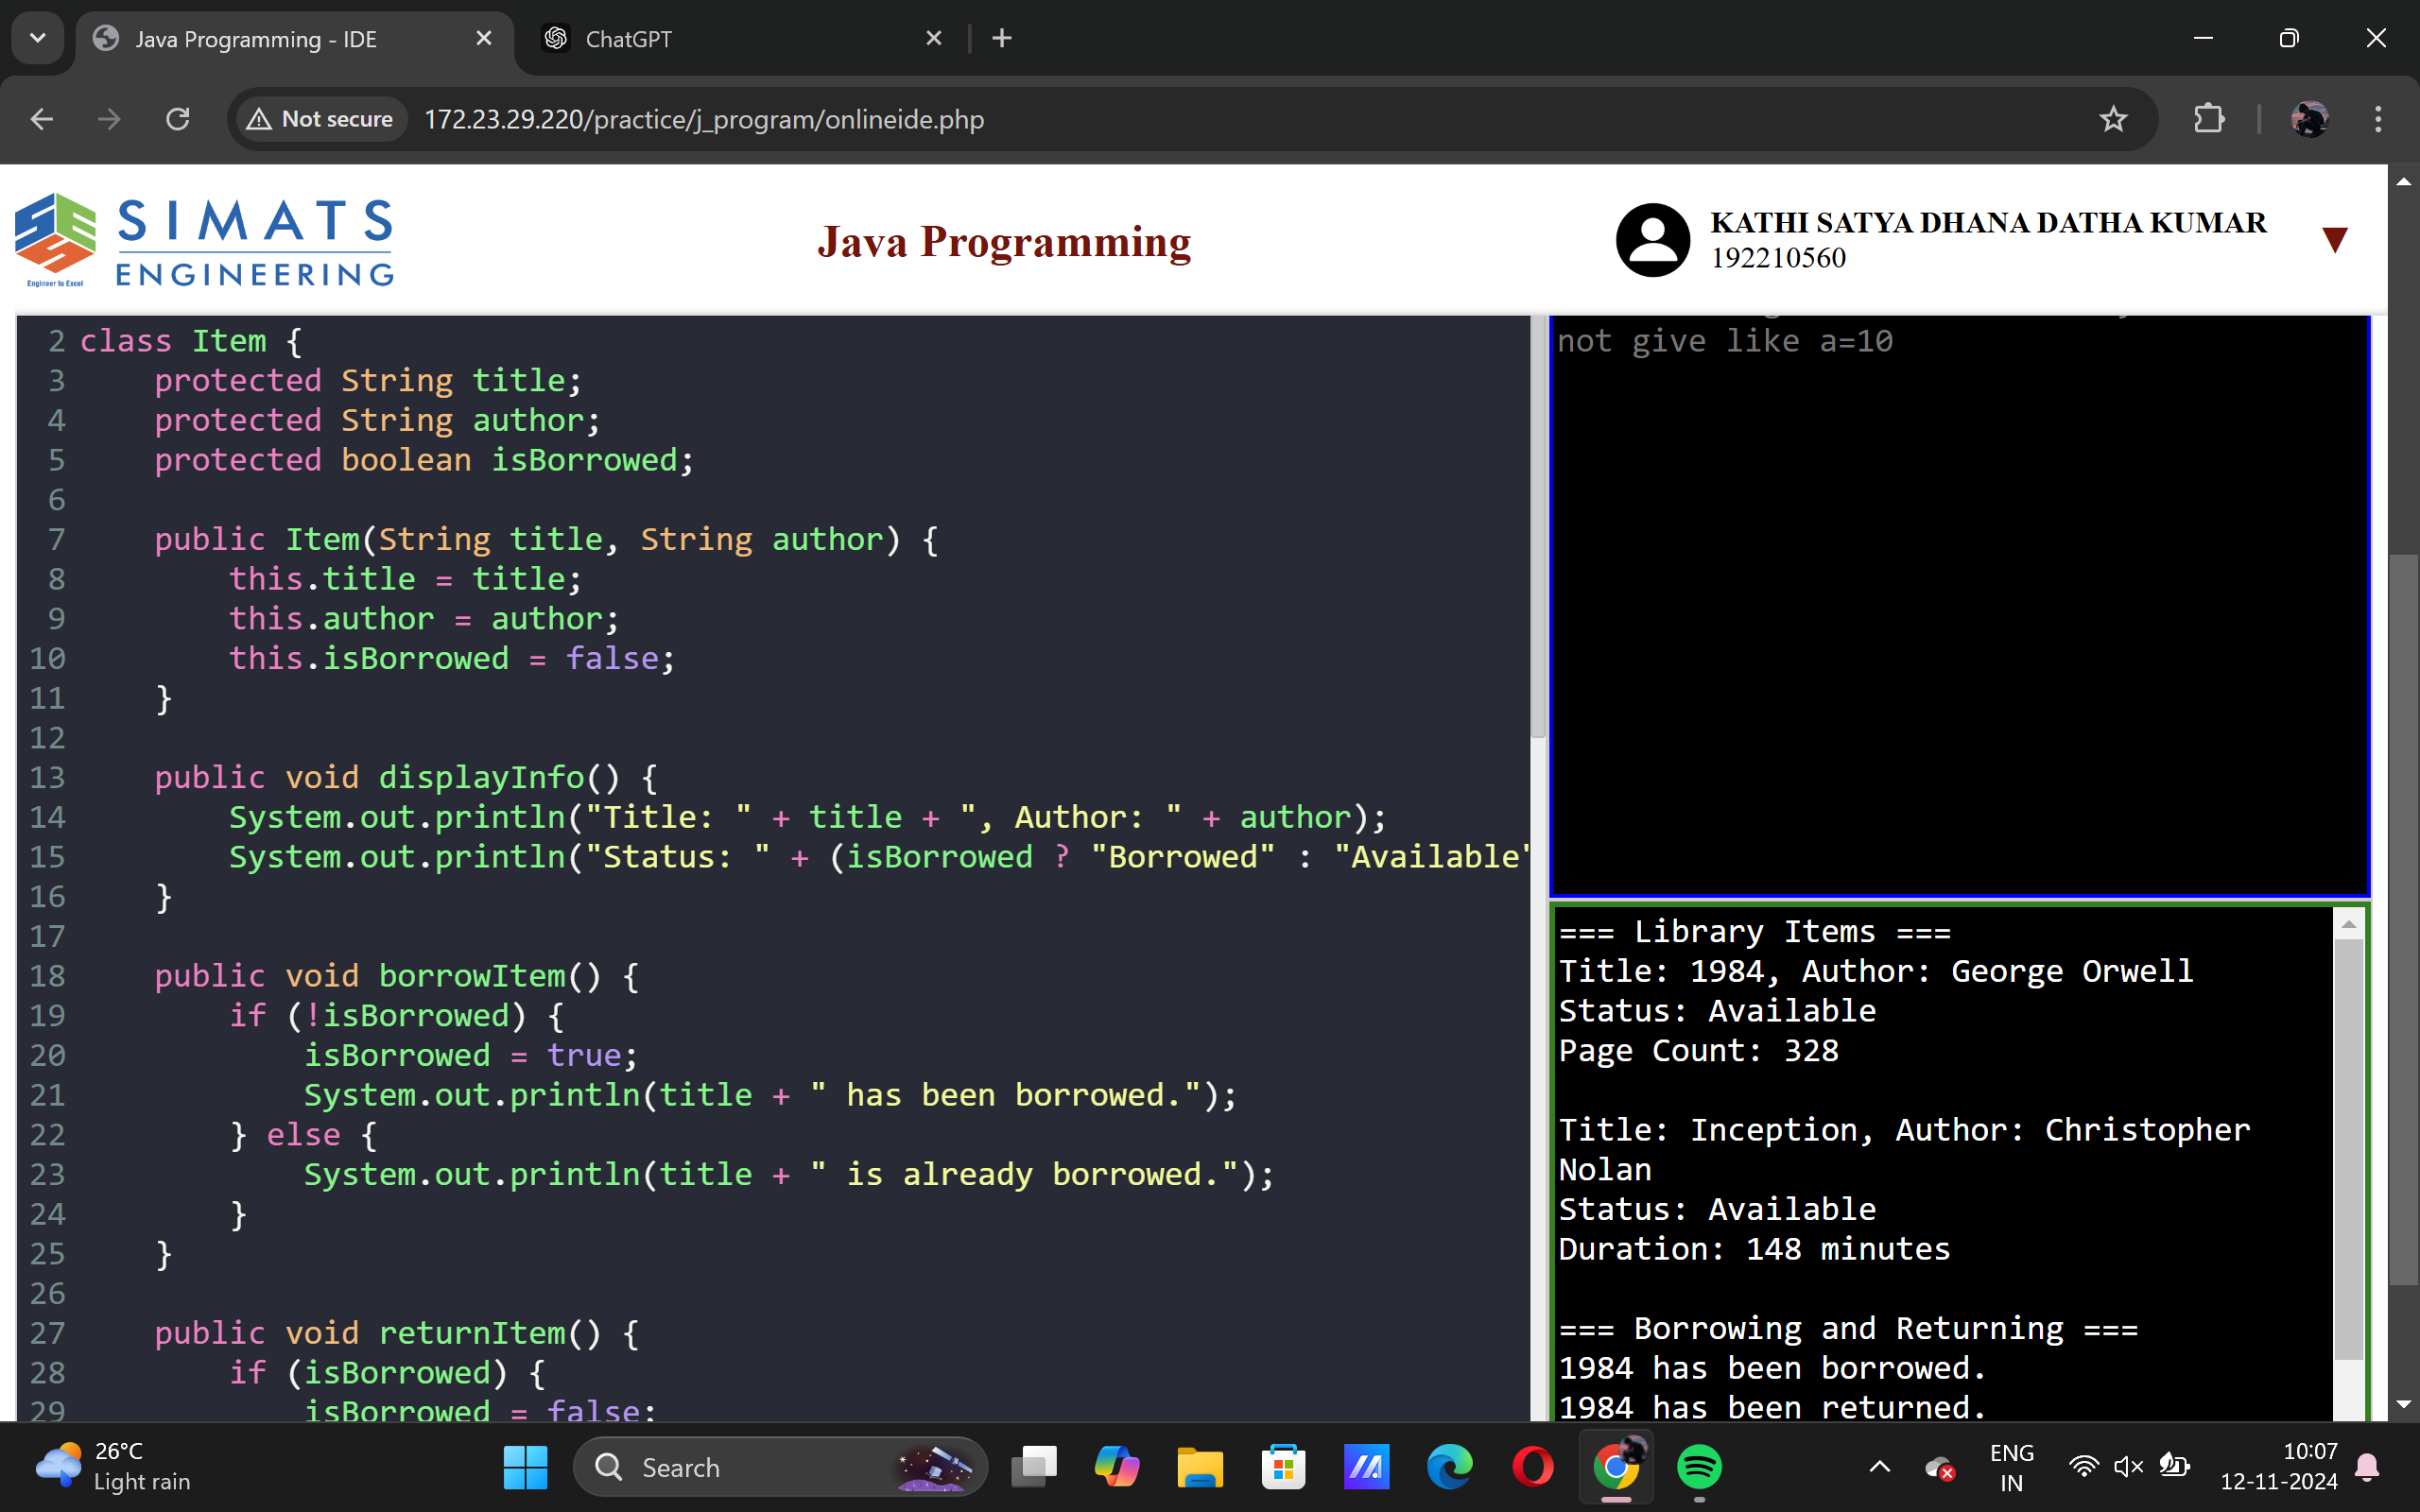 Java Programming - IDE
ChatGPT
Not secure
172.23.29.220/practice/j_program/onlineide.php
SIMATS
ENGINEERING
Engineer to Excel
Java Programming
KATHI SATYA DHANA DATHA KUMAR
192210560
2 class Item {
3     protected String title;
4     protected String author;
5     protected boolean isBorrowed;
6
7     public Item(String title, String author) {
8         this.title = title;
9         this.author = author;
10         this.isBorrowed = false;
11     }
12
13     public void displayInfo() {
14         System.out.println("Title: " + title + ", Author: " + author);
15         System.out.println("Status: " + (isBorrowed ? "Borrowed" : "Available"
16     }
17
18     public void borrowItem() {
19         if (!isBorrowed) {
20             isBorrowed = true;
21             System.out.println(title + " has been borrowed.");
22         } else {
23             System.out.println(title + " is already borrowed.");
24         }
25     }
26
27     public void returnItem() {
28         if (isBorrowed) {
29             isBorrowed = false;
not give like a=10
=== Library Items ===
Title: 1984, Author: George Orwell
Status: Available
Page Count: 328
Title: Inception, Author: Christopher
Nolan
Status: Available
Duration: 148 minutes
=== Borrowing and Returning ===
1984 has been borrowed.
1984 has been returned.
26°C
Light rain
Search
ENG
IN
10:07
12-11-2024